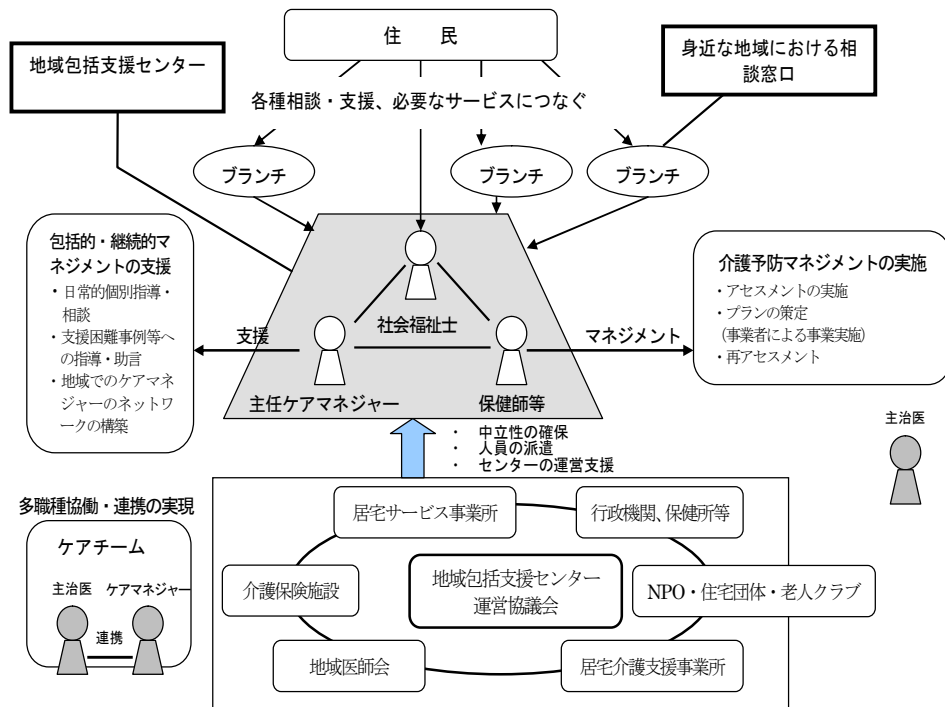 住　民
地域包括支援センター
身近な地域における相
談窓口
各種相談・支援、必要なサービスにつなぐ
ブランチ
ブランチ
ブランチ
包括的・継続的マ
ネジメントの支援
・日常的個別指導・
相談
・支援困難事例等へ
の指導・助言
・地域でのケアマネ
ジャーのネットワ
ークの構築
支援
社会福祉士
マネジメント
介護予防マネジメントの実施
・アセスメントの実施
・プランの策定
(事業者による事業実施)
・再アセスメント
主任ケアマネジャー
保健師等
・　中立性の確保
・　人員の派遣
・　センターの運営支援
主治医
多職種協働・連携の実現
ケアチーム
主治医
ケアマネジャー
連携
居宅サービス事業所
行政機関、保健所等
介護保険施設
地域包括支援センター
運営協議会
NPO・住宅団体・老人クラブ
地域医師会
居宅介護支援事業所